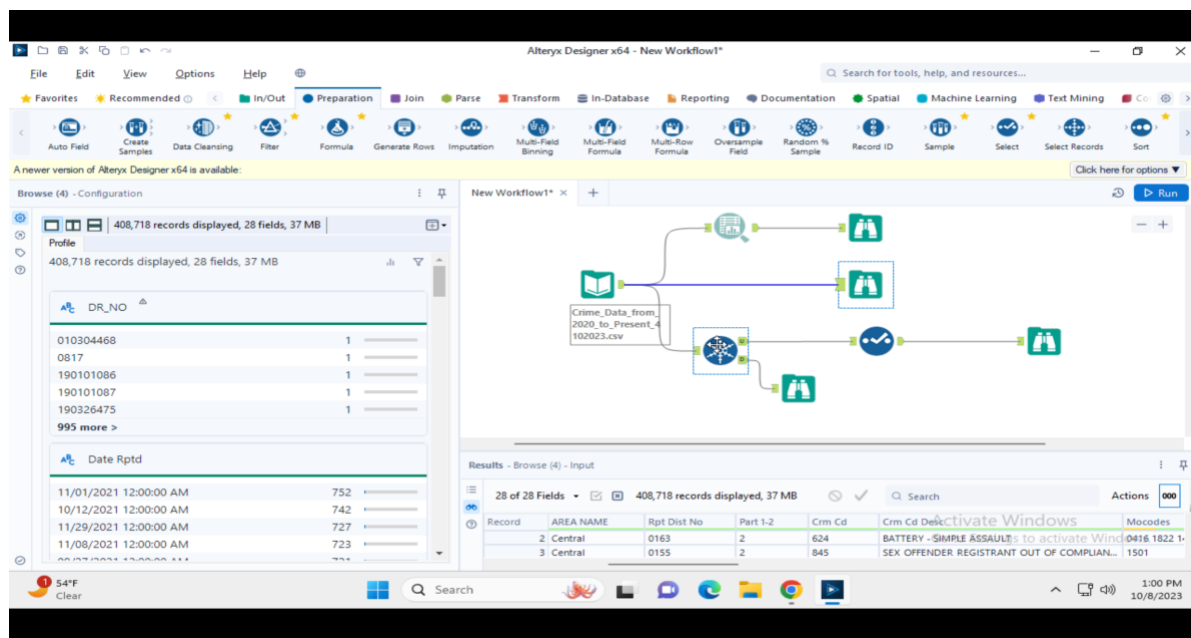 Alteryx Designer x64 - New Workflow1*
File Edit View Options Help
Search for tools, help, and resources...
Favorites Recommended In/Out Preparation Join Parse Transform In-Database Reporting Documentation Spatial Machine Learning Text Mining Co
Auto Field
Create Samples
Data Cleansing
Filter
Formula
Generate Rows
Imputation
Multi-Field Binning
Multi-Field Formula
Multi-Row Formula
Oversample Field
Random % Sample
Record ID
Sample
Select
Select Records
Sort
A newer version of Alteryx Designer x64 is available:
Click here for options ▼
Browse (4) - Configuration
New Workflow1* × +
Run
408,718 records displayed, 28 fields, 37 MB
Profile
408,718 records displayed, 28 fields, 37 MB
ABC DR_NO
010304468 1
0817 1
190101086 1
190101087 1
190326475 1
995 more >
ABC Date Rptd
11/01/2021 12:00:00 AM 752
10/12/2021 12:00:00 AM 742
11/29/2021 12:00:00 AM 727
11/08/2021 12:00:00 AM 723
Crime_Data_from_
2020_to_Present_4
102023.csv
Results - Browse (4) - Input
28 of 28 Fields 408,718 records displayed, 37 MB Search Actions 000
Record AREA NAME Rpt Dist No Part 1-2 Crm Cd Crm Cd Desc Mocodes
Activate Windows
2 Central 0163 2 624 BATTERY - SIMPLE ASSAULT 0416 1822
to activate Wind
3 Central 0155 2 845 SEX OFFENDER REGISTRANT OUT OF COMPLIAN... 1501
1
54°F
Clear
Search
1:00 PM
10/8/2023